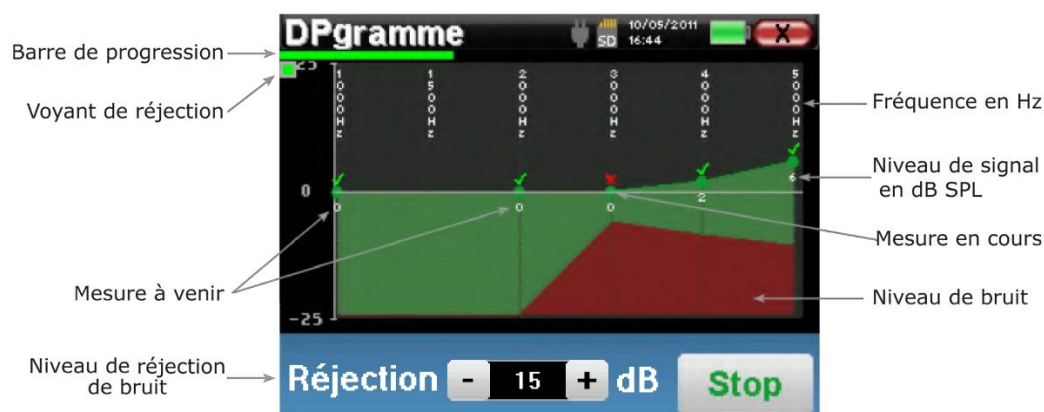 DPgramme
SD
10/05/2011
16:44
X
Barre de progression
25
Voyant de réjection
1000Hz
1500Hz
2000Hz
3000Hz
4000Hz
5000Hz
Fréquence en Hz
Niveau de signal
en dB SPL
0
0
0
0
2
6
Mesure en cours
Mesure à venir
Niveau de bruit
-25
Niveau de réjection
de bruit
Réjection - 15 + dB
Stop